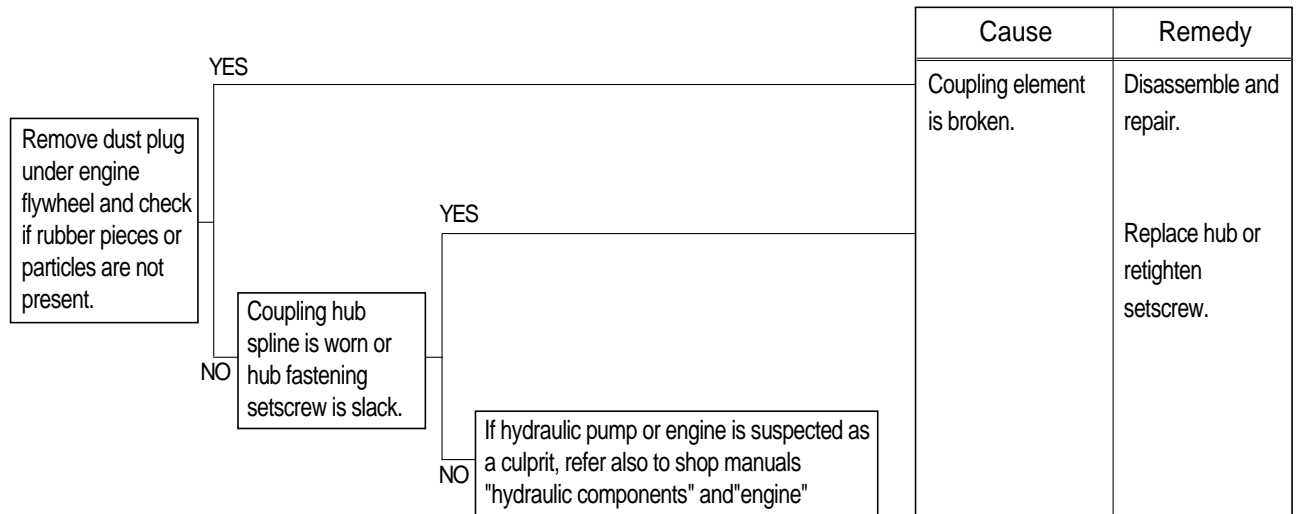 Cause
Remedy
YES
Coupling element
is broken.
Disassemble and
repair.
Remove dust plug
under engine
flywheel and check
if rubber pieces or
particles are not
present.
YES
Replace hub or
retighten
setscrew.
NO
Coupling hub
spline is worn or
hub fastening
setscrew is slack.
NO
If hydraulic pump or engine is suspected as
a culprit, refer also to shop manuals
"hydraulic components" and"engine"